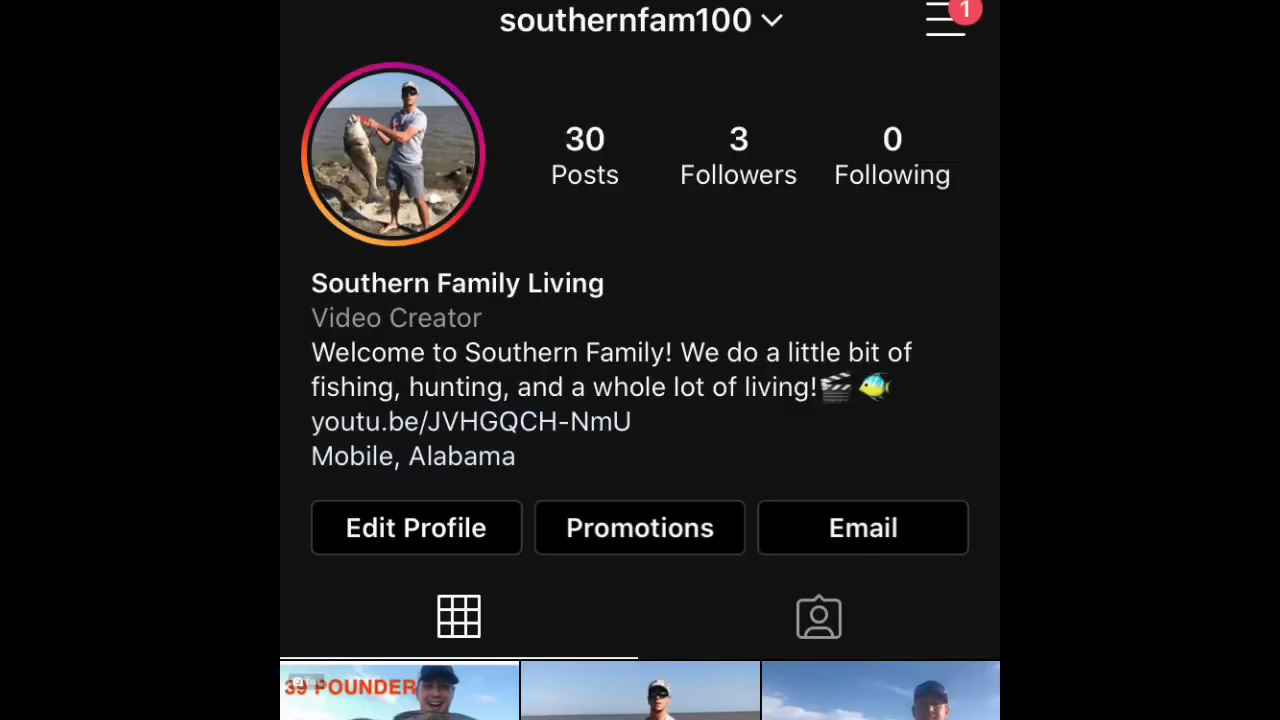 southernfam100
1
30
3
0
Posts
Followers
Following
Southern Family Living
Video Creator
Welcome to Southern Family! We do a little bit of
fishing, hunting, and a whole lot of living!🎬 🐠
youtu.be/JVHGQCH-NmU
Mobile, Alabama
Edit Profile
Promotions
Email
39 POUNDER